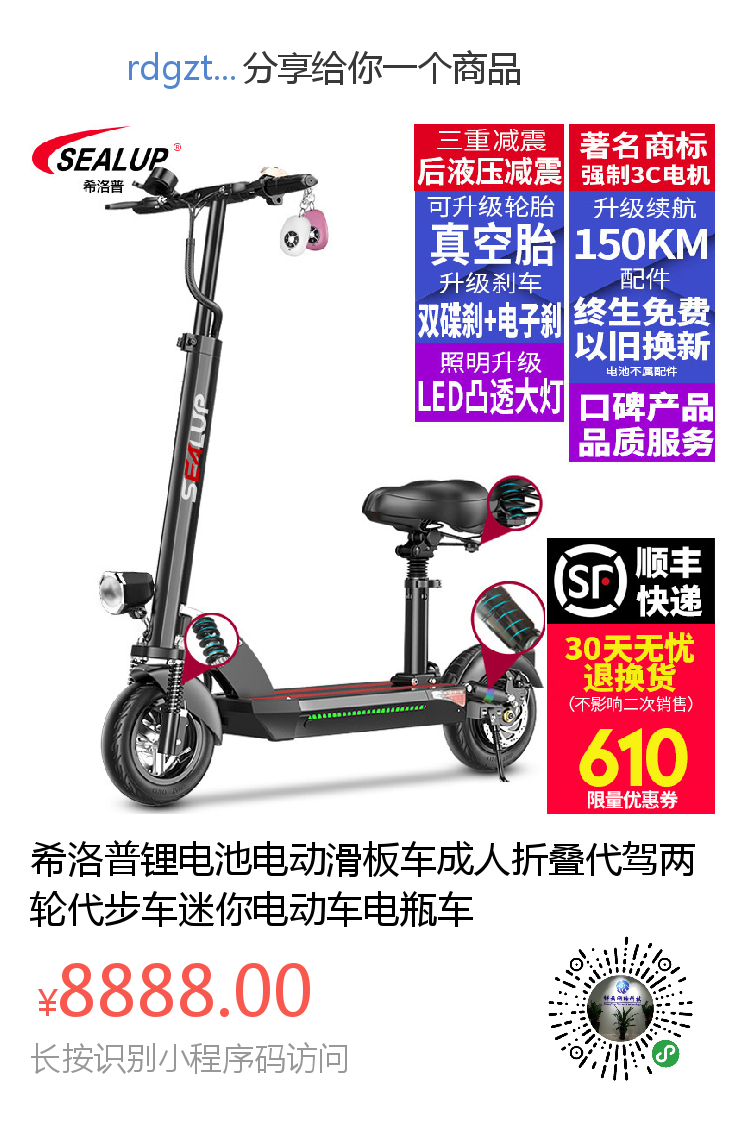 rdgzt... 分享给你一个商品
SEALUP®
希洛普
三重减震
后液压减震
可升级轮胎
真空胎
升级刹车
双碟刹+电子刹
照明升级
LED凸透大灯
著名商标
强制3C电机
升级续航
150KM
配件
终生免费
以旧换新
电池不属配件
口碑产品
品质服务
SEALUP
SF
顺丰
快递
30天无忧
退换货
(不影响二次销售)
610
限量优惠券
希洛普锂电池电动滑板车成人折叠代驾两
轮代步车迷你电动车电瓶车
¥8888.00
长按识别小程序码访问